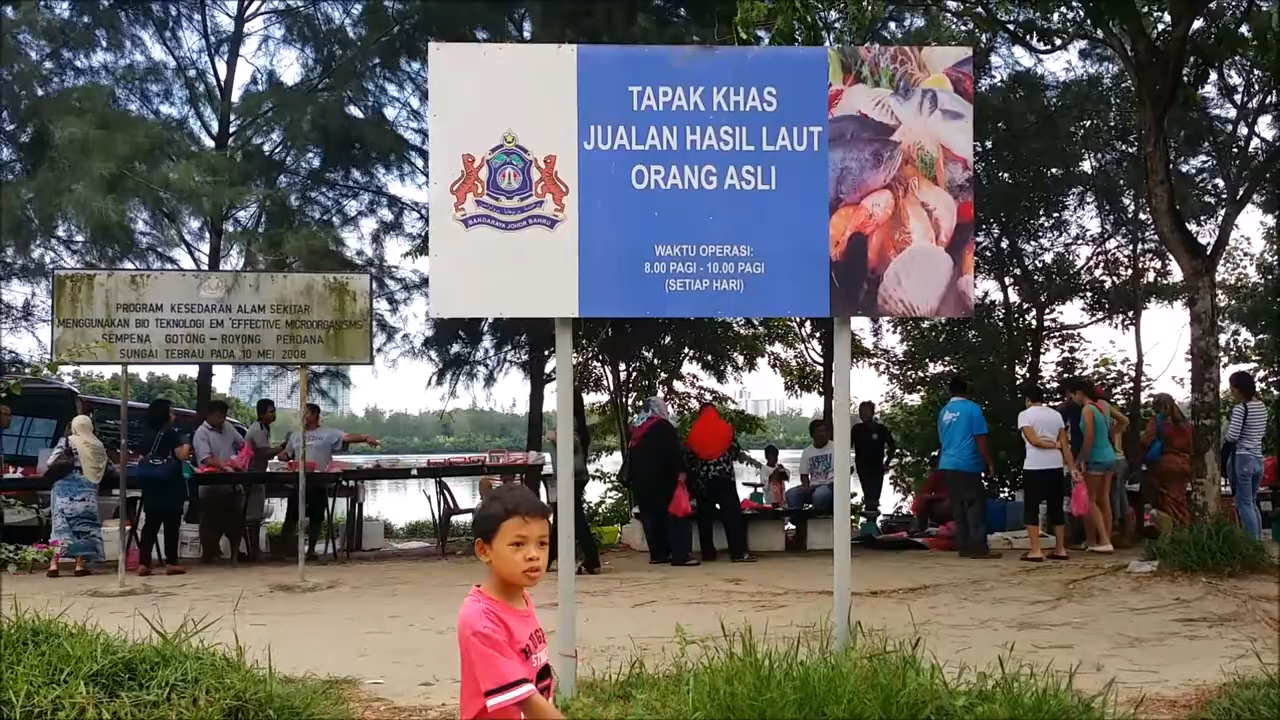 TAPAK KHAS
JUALAN HASIL LAUT
ORANG ASLI
WAKTU OPERASI:
8.00 PAGI - 10.00 PAGI
(SETIAP HARI)
BANDARAYA JOHOR BAHRU
PROGRAM KESEDARAN ALAM SEKITAR
MENGGUNAKAN BIO TEKNOLOGI EM "EFFECTIVE MICROORGANISMS"
SEMPENA GOTONG - ROYONG PERDANA
SUNGAI TEBRAU PADA 10 MEI 2008